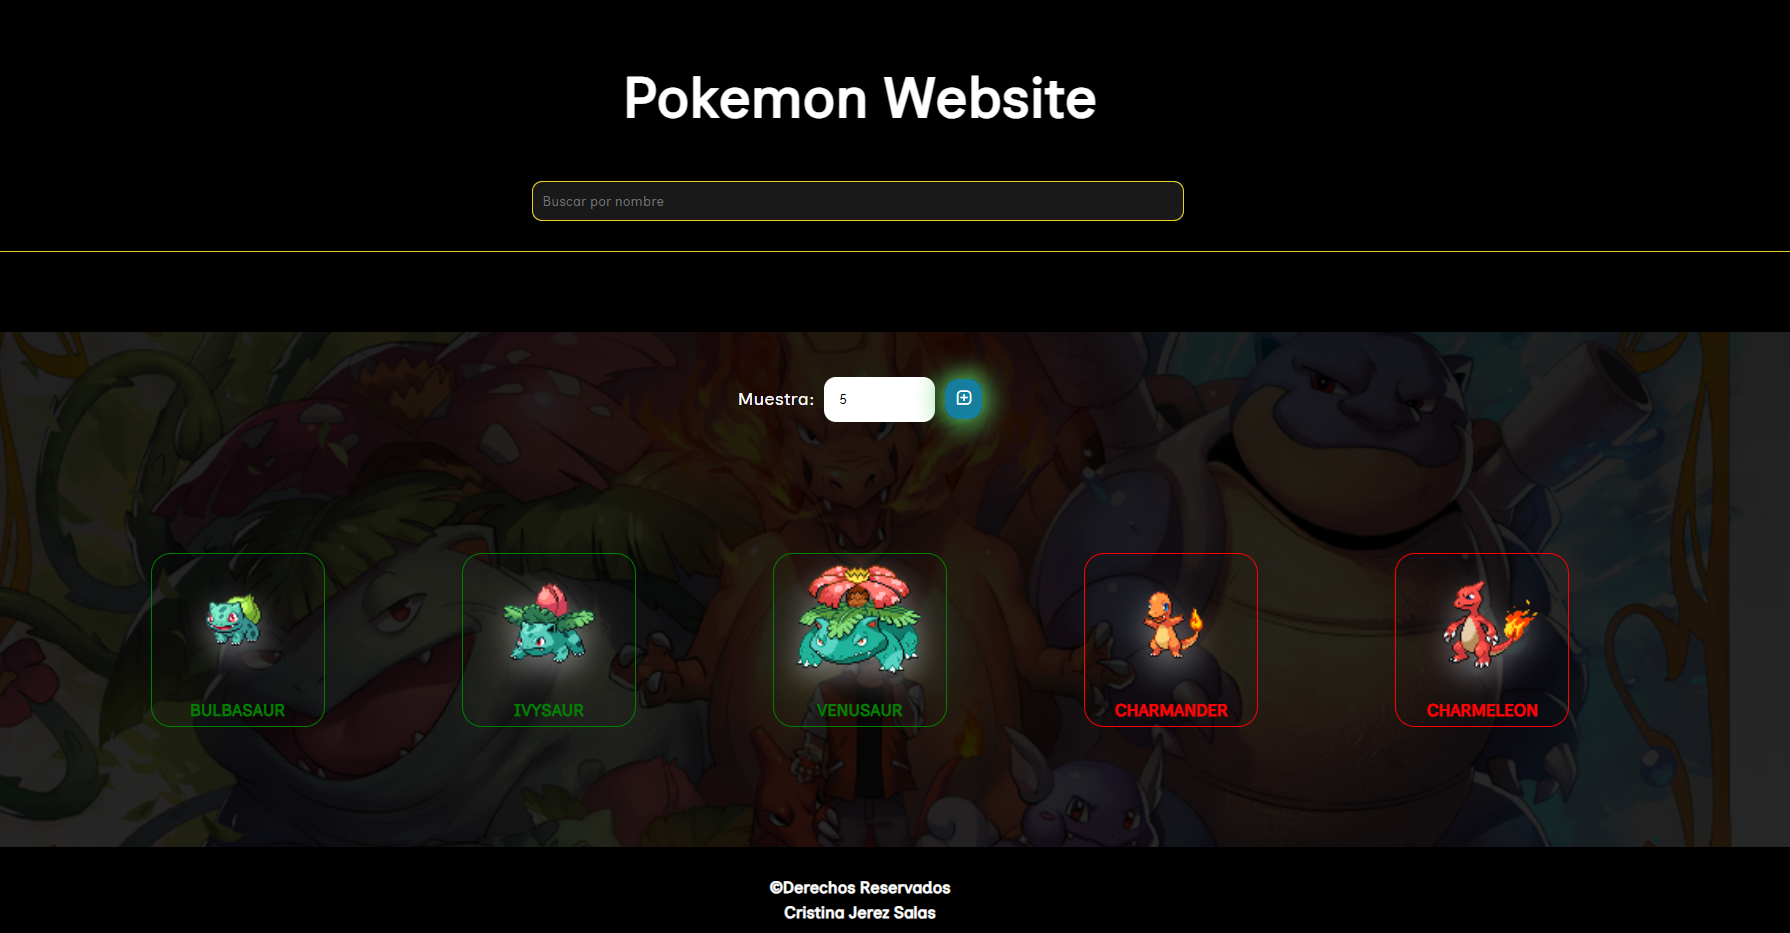 Pokemon Website
Buscar por nombre
Muestra: 5
BULBASAUR IVYSAUR VENUSAUR CHARMANDER CHARMELEON
©Derechos Reservados
Cristina Jerez Salas